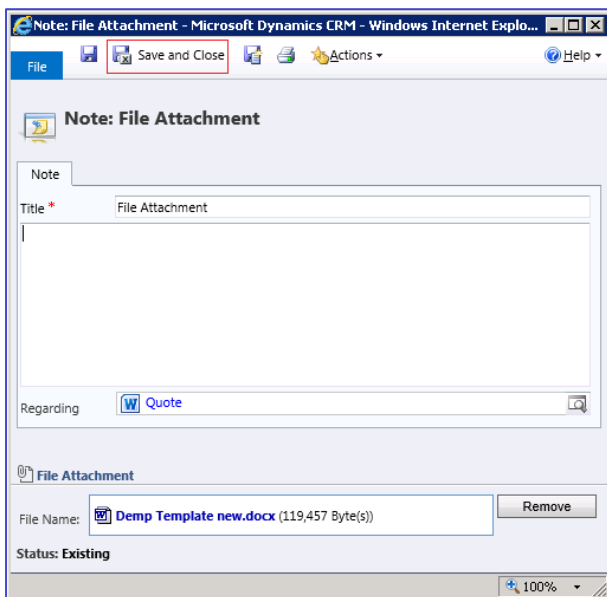 Note: File Attachment - Microsoft Dynamics CRM - Windows Internet Explo...
File
Save and Close
Actions
Help
Note: File Attachment
Note
Title *
File Attachment
Regarding
Quote
File Attachment
File Name:
Demp Template new.docx (119,457 Byte(s))
Remove
Status: Existing
100%